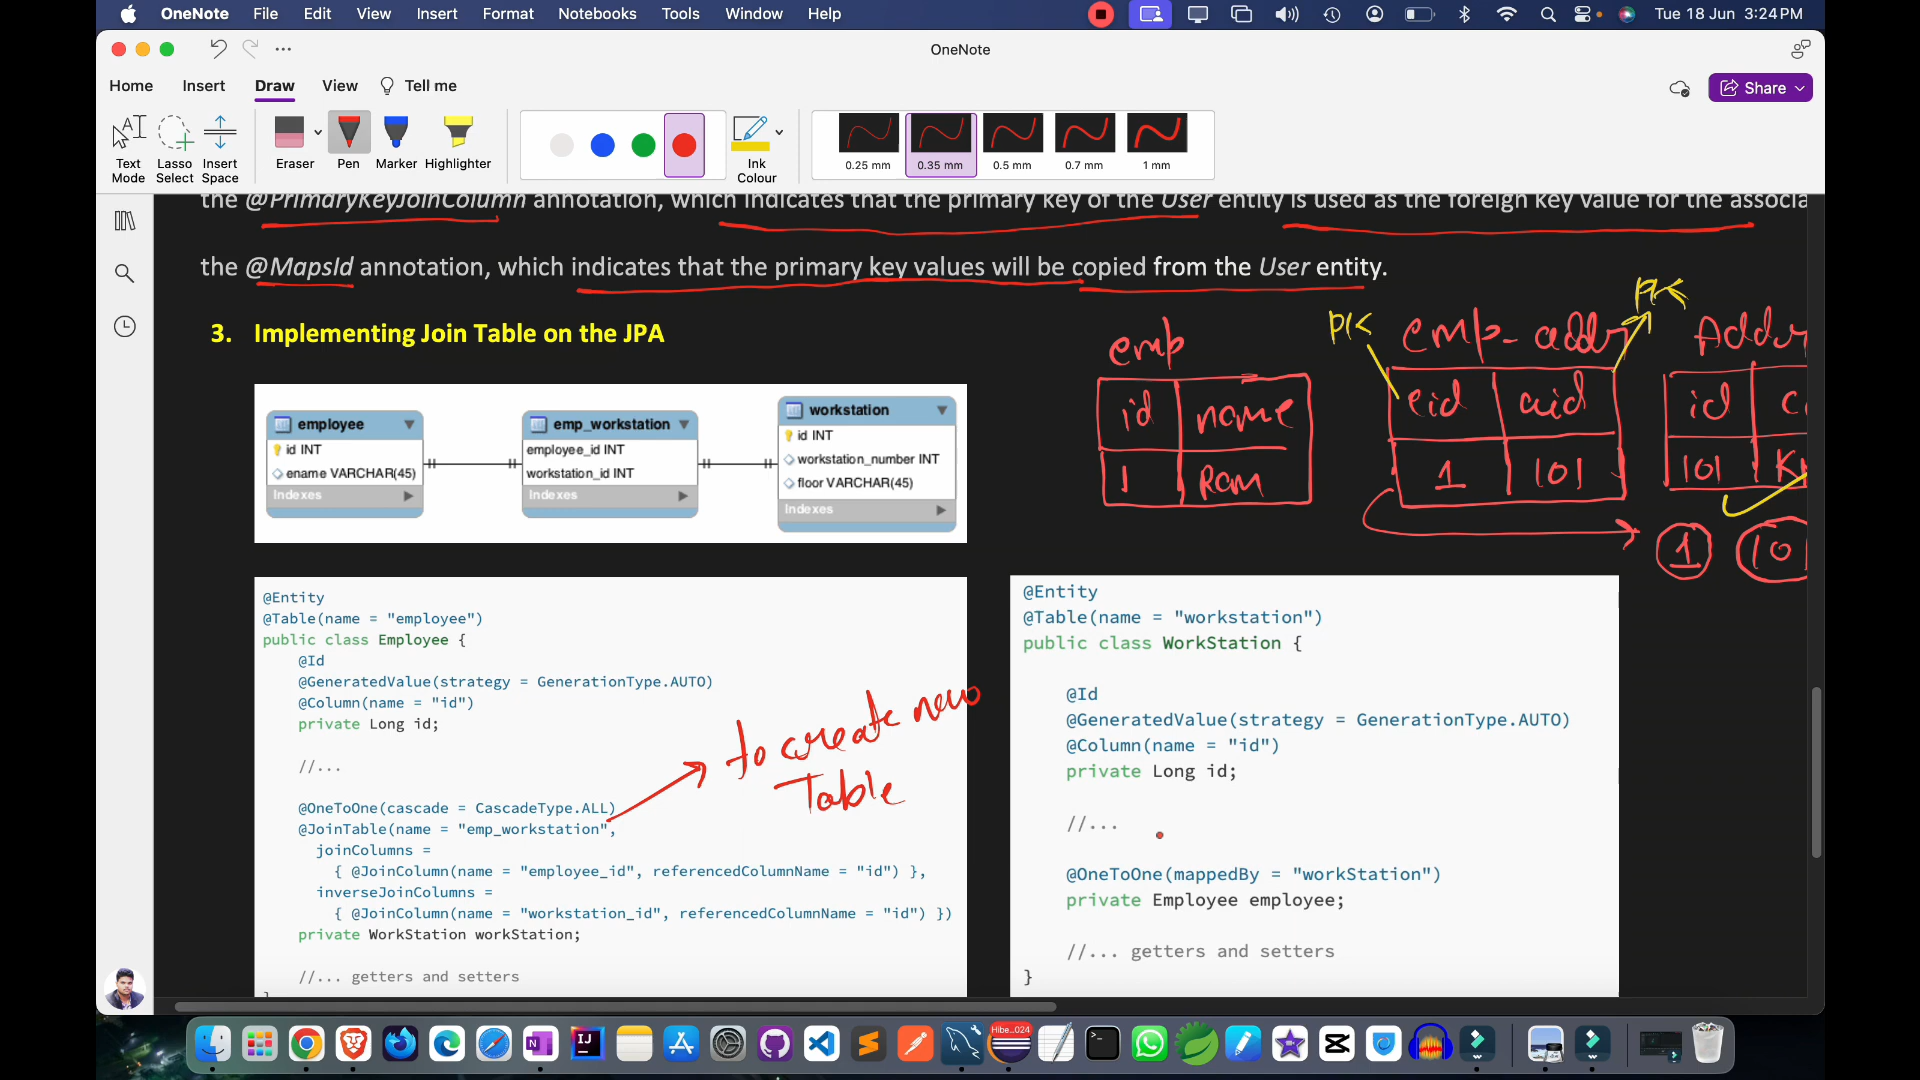 OneNote File Edit View Insert Format Notebooks Tools Window Help
Tue 18 Jun 3:24 PM
OneNote
Home Insert Draw View Tell me
Share
Text Mode
Lasso Select
Insert Space
Eraser
Pen
Marker
Highlighter
Ink Colour
0.25 mm
0.35 mm
0.5 mm
0.7 mm
1 mm
the @PrimaryKeyJoinColumn annotation, which indicates that the primary key of the User entity is used as the foreign key value for the associa
the @MapsId annotation, which indicates that the primary key values will be copied from the User entity.
3. Implementing Join Table on the JPA
employee
id INT
ename VARCHAR(45)
Indexes
emp_workstation
employee_id INT
workstation_id INT
Indexes
workstation
id INT
workstation_number INT
floor VARCHAR(45)
Indexes
emp
id name
1 Ram
PK
emp_addr
PK
eid aid
1 101
Addr
id c
101 K
1 10
@Entity
@Table(name = "employee")
public class Employee {
@Id
@GeneratedValue(strategy = GenerationType.AUTO)
@Column(name = "id")
private Long id;
//...
@OneToOne(cascade = CascadeType.ALL)
@JoinTable(name = "emp_workstation",
joinColumns =
{ @JoinColumn(name = "employee_id", referencedColumnName = "id") },
inverseJoinColumns =
{ @JoinColumn(name = "workstation_id", referencedColumnName = "id") })
private WorkStation workStation;
//... getters and setters
to create new
Table
@Entity
@Table(name = "workstation")
public class WorkStation {
@Id
@GeneratedValue(strategy = GenerationType.AUTO)
@Column(name = "id")
private Long id;
//...
@OneToOne(mappedBy = "workStation")
private Employee employee;
//... getters and setters
}
Hibe...024